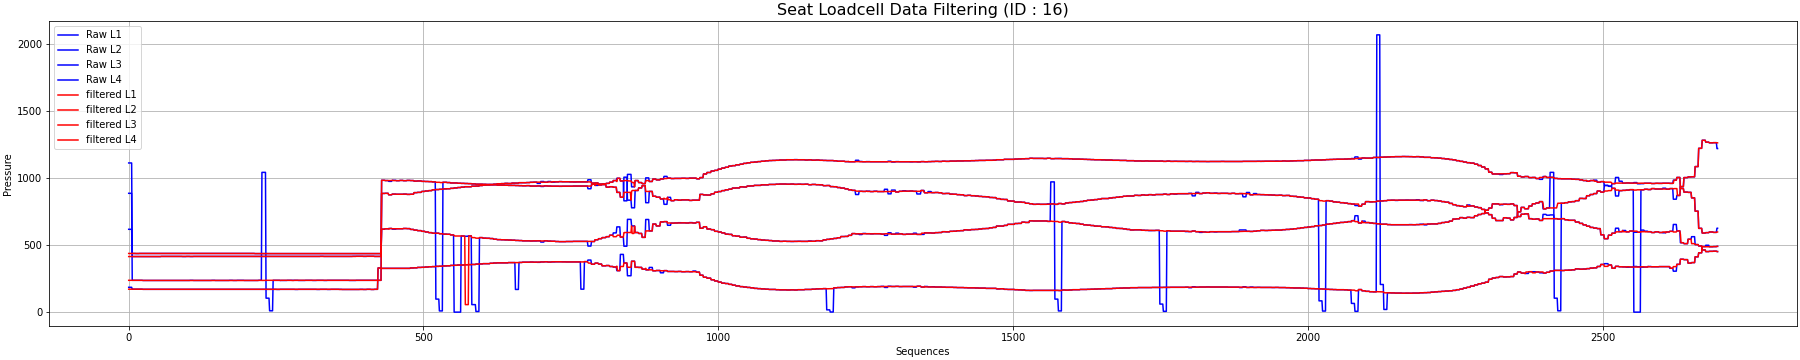 Seat Loadcell Data Filtering (ID : 16)
Raw L1
Raw L2
Raw L3
Raw L4
filtered L1
filtered L2
filtered L3
filtered L4
Pressure
2000
1500
1000
500
0
0 500 1000 1500 2000 2500
Sequences